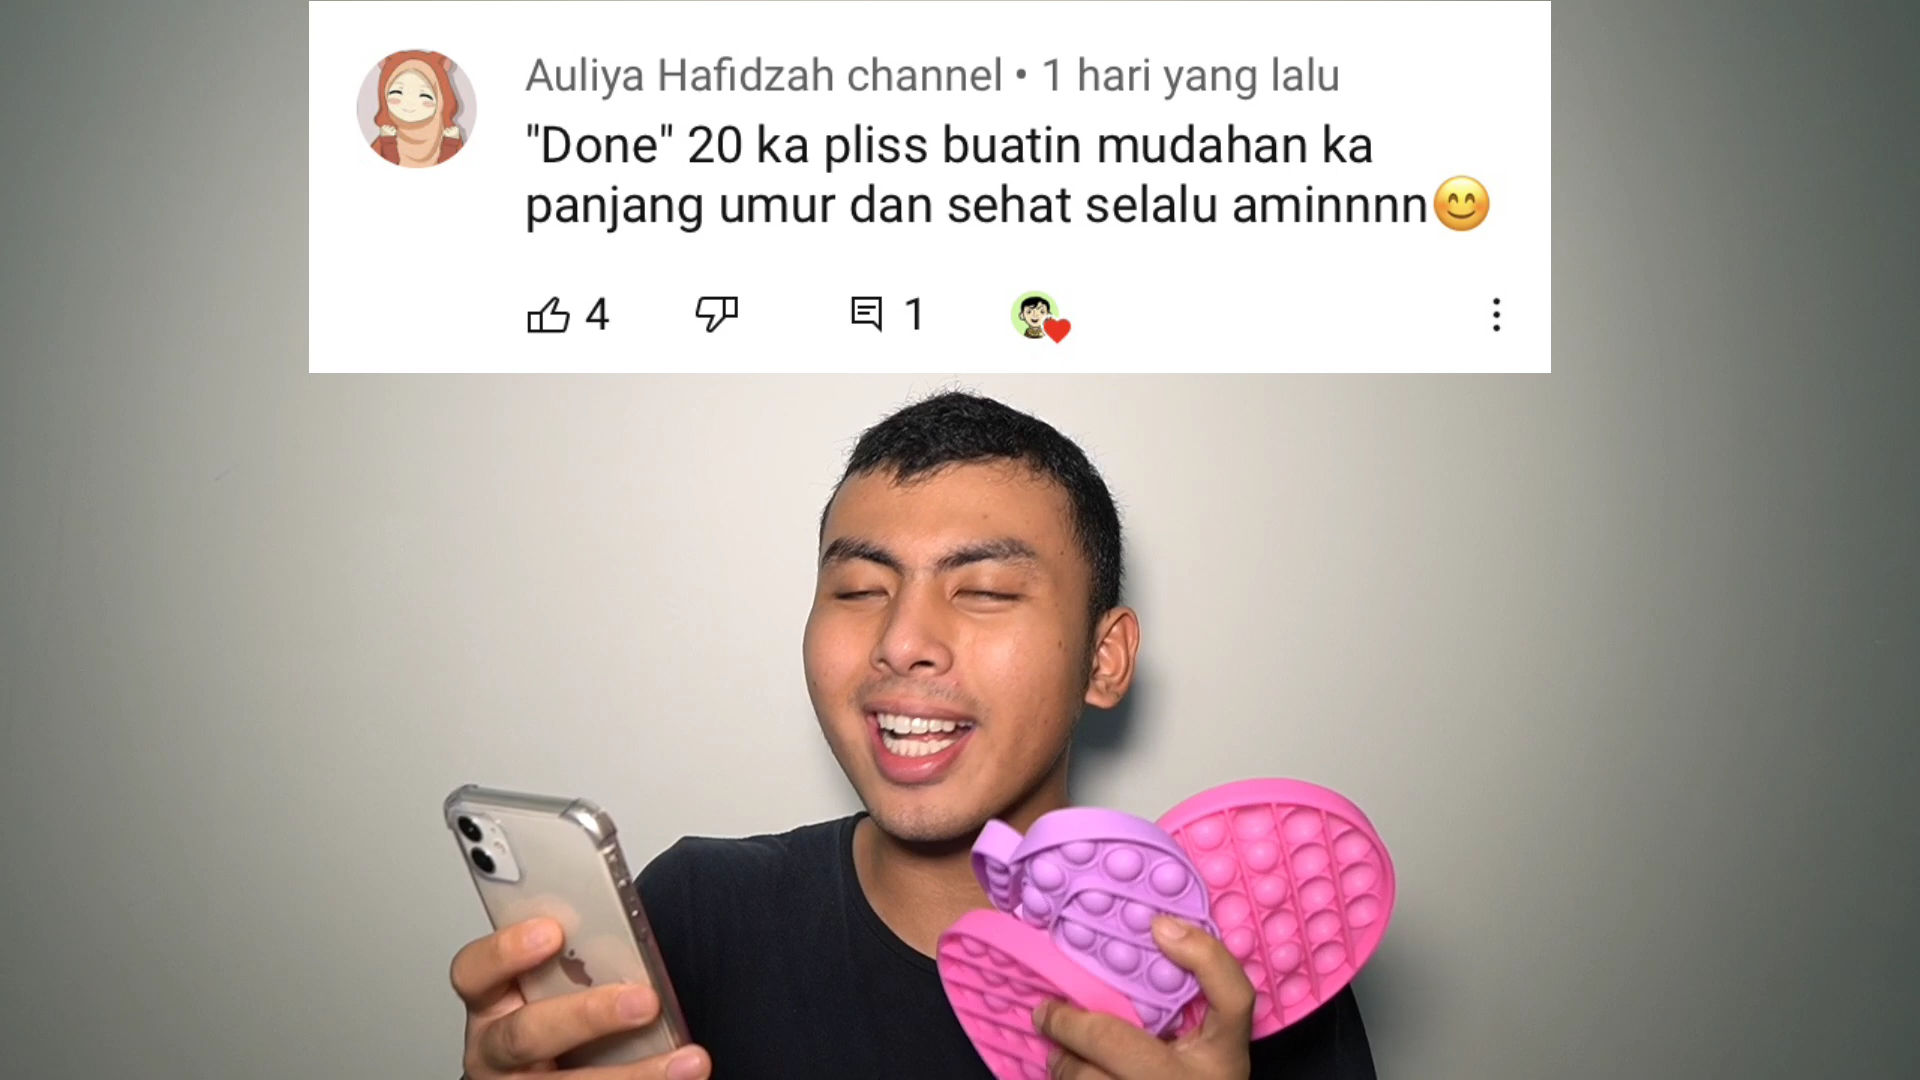 Auliya Hafidzah channel • 1 hari yang lalu
"Done" 20 ka pliss buatin mudahan ka
panjang umur dan sehat selalu aminnnn😊
4
1